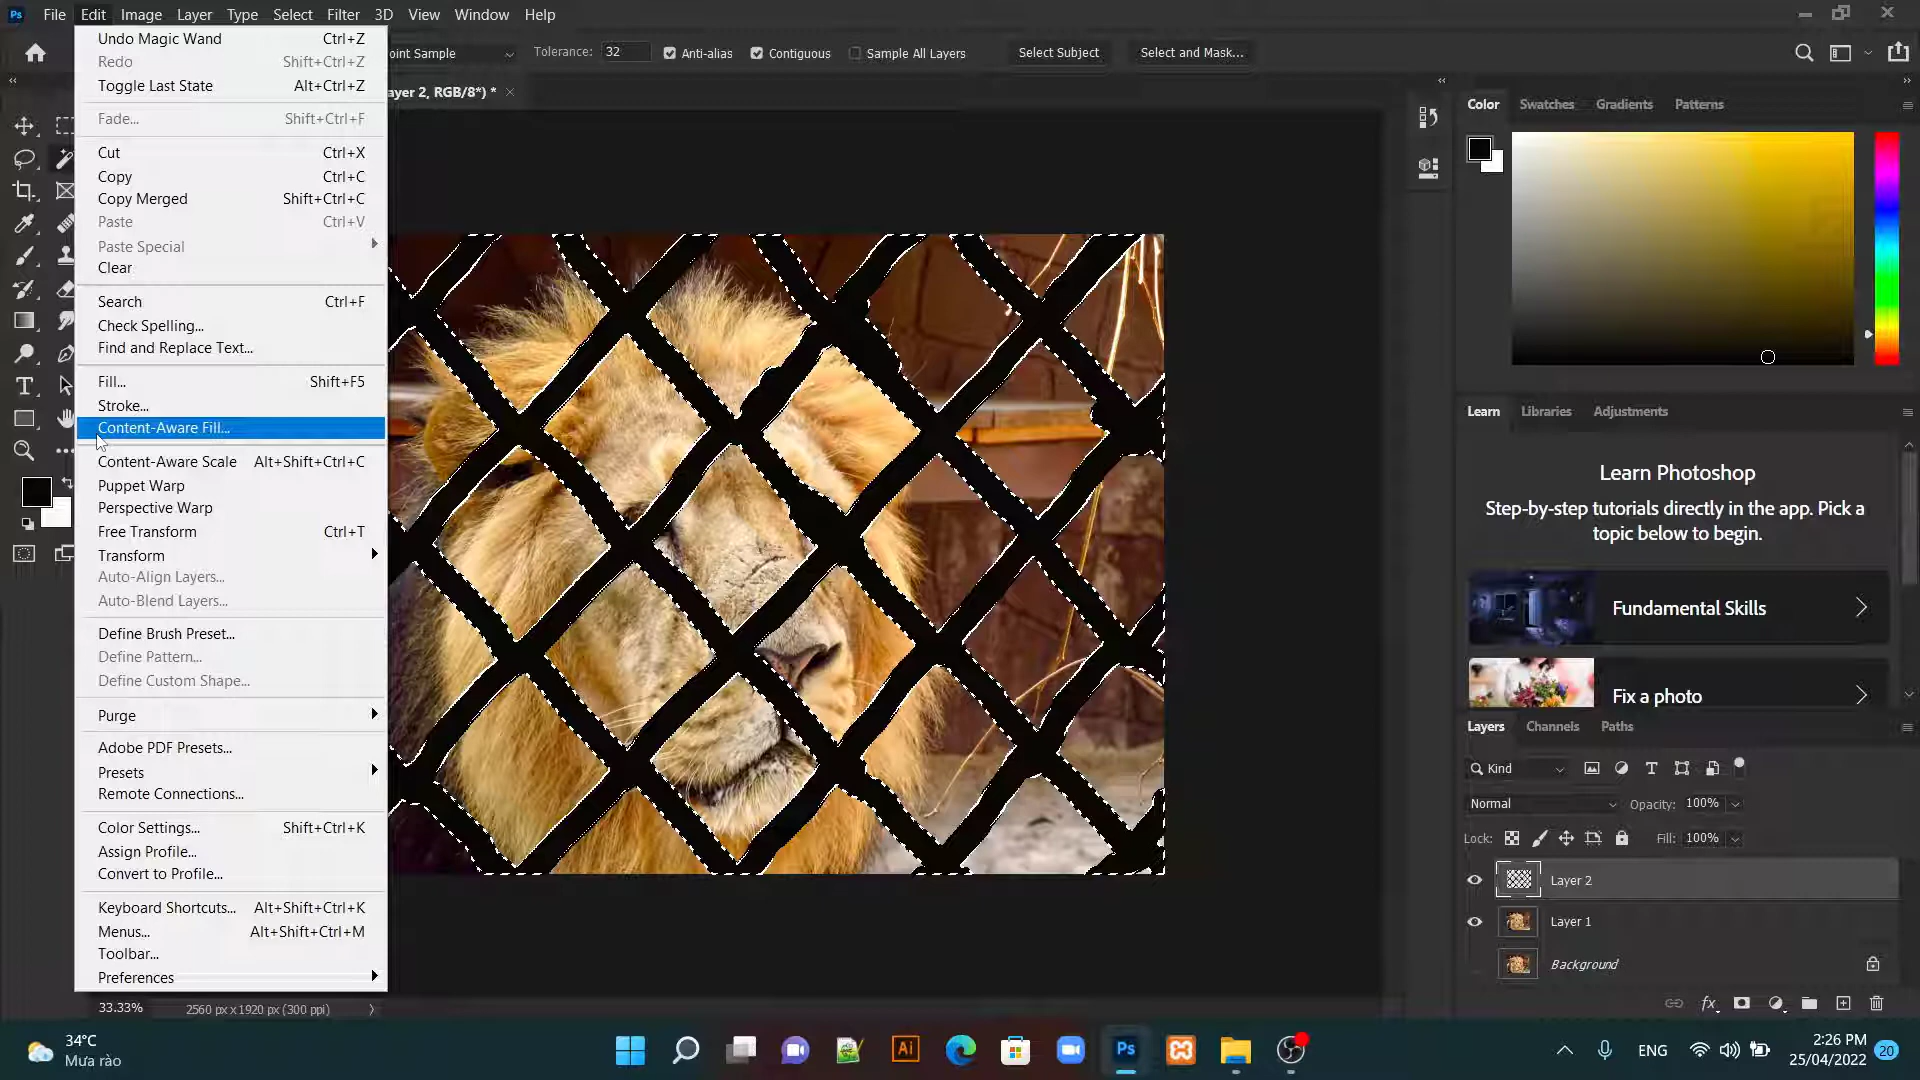 Ps File Edit Image Layer Type Select Filter 3D View Window Help
Undo Magic Wand Ctrl+Z
Redo Shift+Ctrl+Z
Toggle Last State Alt+Ctrl+Z
Fade... Shift+Ctrl+F
Cut Ctrl+X
Copy Ctrl+C
Copy Merged Shift+Ctrl+C
Paste Ctrl+V
Paste Special
Clear
Search Ctrl+F
Check Spelling...
Find and Replace Text...
Fill... Shift+F5
Stroke...
Content-Aware Fill...
Content-Aware Scale Alt+Shift+Ctrl+C
Puppet Warp
Perspective Warp
Free Transform Ctrl+T
Transform
Auto-Align Layers...
Auto-Blend Layers...
Define Brush Preset...
Define Pattern...
Define Custom Shape...
Purge
Adobe PDF Presets...
Presets
Remote Connections...
Color Settings... Shift+Ctrl+K
Assign Profile...
Convert to Profile...
Keyboard Shortcuts... Alt+Shift+Ctrl+K
Menus... Alt+Shift+Ctrl+M
Toolbar...
Preferences
oint Sample Tolerance: 32 Anti-alias Contiguous Sample All Layers Select Subject Select and Mask...
ayer 2, RGB/8*) *
33.33% 2560 px x 1920 px (300 ppi)
Color Swatches Gradients Patterns
Learn Libraries Adjustments
Learn Photoshop
Step-by-step tutorials directly in the app. Pick a
topic below to begin.
Fundamental Skills
Fix a photo
Layers Channels Paths
Kind
Normal Opacity: 100%
Lock: Fill: 100%
Layer 2
Layer 1
Background
fx
34°C
Mưa rào
Ai
Ps
ENG
2:26 PM
25/04/2022
20